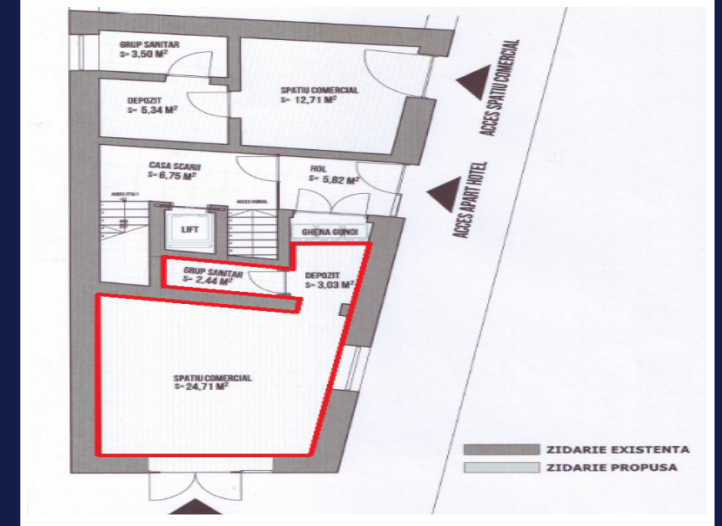 GRUP SANITAR
S- 3,50 M²
DEPOZIT
S- 5,34 M²
SPATIU COMERCIAL
S- 12,71 M²
ACCES SPATIU COMERCIAL
CASA SCARII
S-6,75 M²
HOL
S- 5,82 M²
ACCES APART HOTEL
LIFT
GHENA GUNOI
GRUP SANITAR
S- 2,44 M²
DEPOZIT
S- 3,03 M²
SPATIU COMERCIAL
S-24,71 M²
ZIDARIE EXISTENTA
ZIDARIE PROPUSA